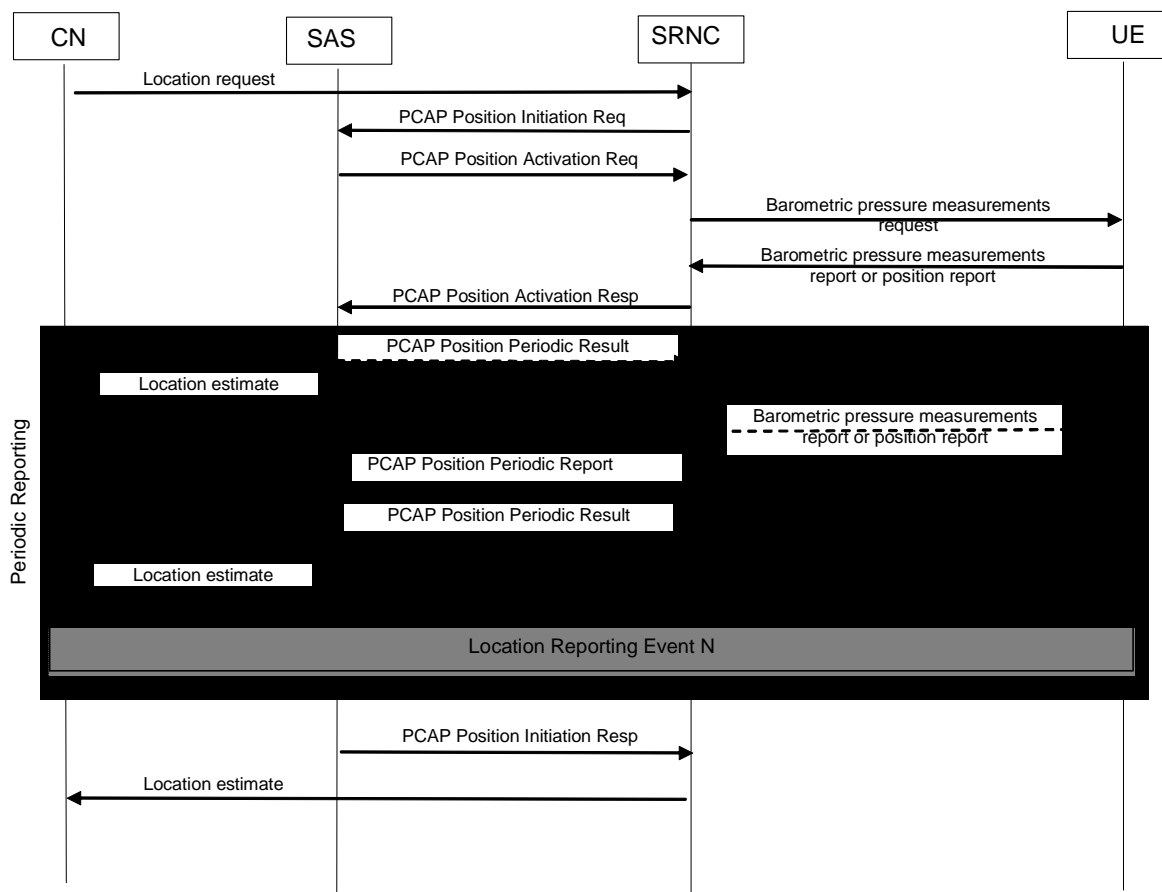 CN
SAS
SRNC
UE
Location request
PCAP Position Initiation Req
PCAP Position Activation Req
Barometric pressure measurements
request
Barometric pressure measurements
report or position report
PCAP Position Activation Resp
Periodic Reporting
PCAP Position Periodic Result
Location estimate
Barometric pressure measurements
report or position report
PCAP Position Periodic Report
PCAP Position Periodic Result
Location estimate
Location Reporting Event N
PCAP Position Initiation Resp
Location estimate